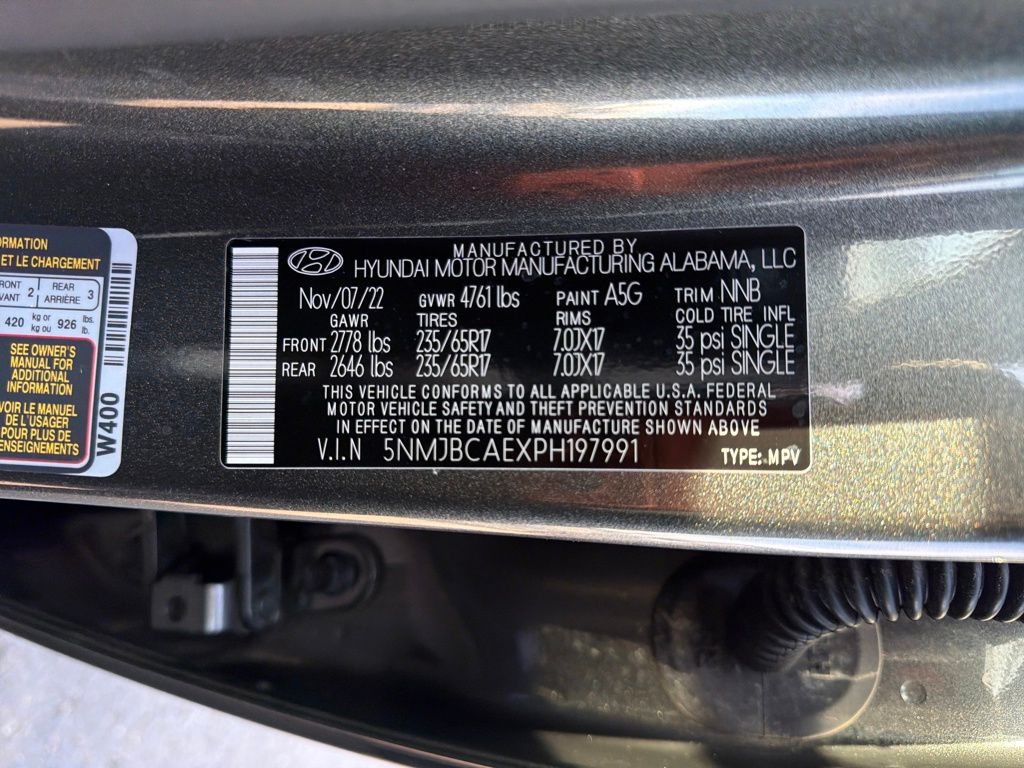 ORMATION
ET LE CHARGEMENT
FRONT 2 REAR 3
VANT ARRIÈRE
420 kg or 926 lbs.
kg ou lb.
SEE OWNER'S
MANUAL FOR
ADDITIONAL
INFORMATION
VOIR LE MANUEL
DE L'USAGER
POUR PLUS DE
RENSEIGNEMENTS
W400
MANUFACTURED BY
HYUNDAI MOTOR MANUFACTURING ALABAMA, LLC
Nov/07/22 GVWR 4761 lbs PAINT A5G TRIM NNB
GAWR TIRES RIMS COLD TIRE INFL
FRONT 2778 lbs 235/65R17 7.0JX17 35 psi SINGLE
REAR 2646 lbs 235/65R17 7.0JX17 35 psi SINGLE
THIS VEHICLE CONFORMS TO ALL APPLICABLE U.S.A. FEDERAL
MOTOR VEHICLE SAFETY AND THEFT PREVENTION STANDARDS
IN EFFECT ON THE DATE OF MANUFACTURE SHOWN ABOVE
V.I.N 5NMJBCAEXPH197991 TYPE: MPV